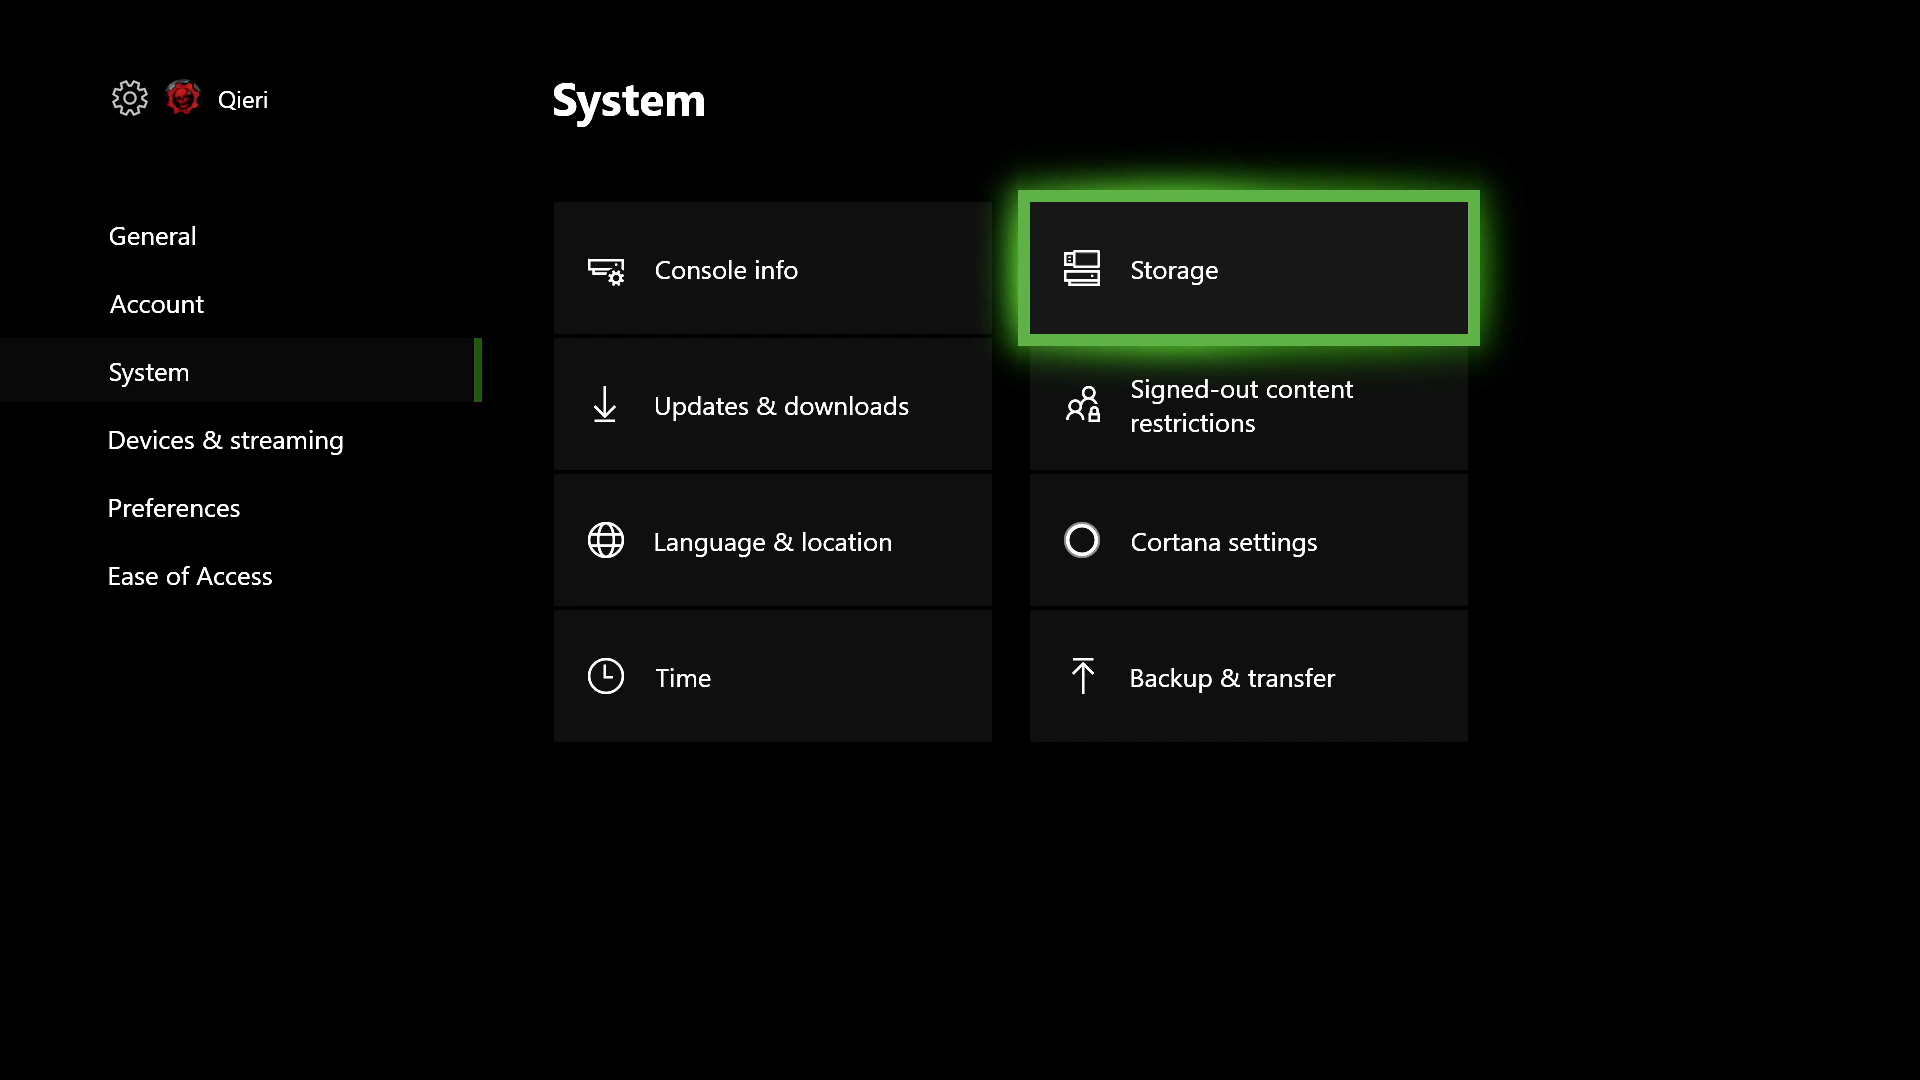 Qieri
System
General
Account
System
Devices & streaming
Preferences
Ease of Access
Console info
Storage
Updates & downloads
Signed-out content
restrictions
Language & location
Cortana settings
Time
Backup & transfer